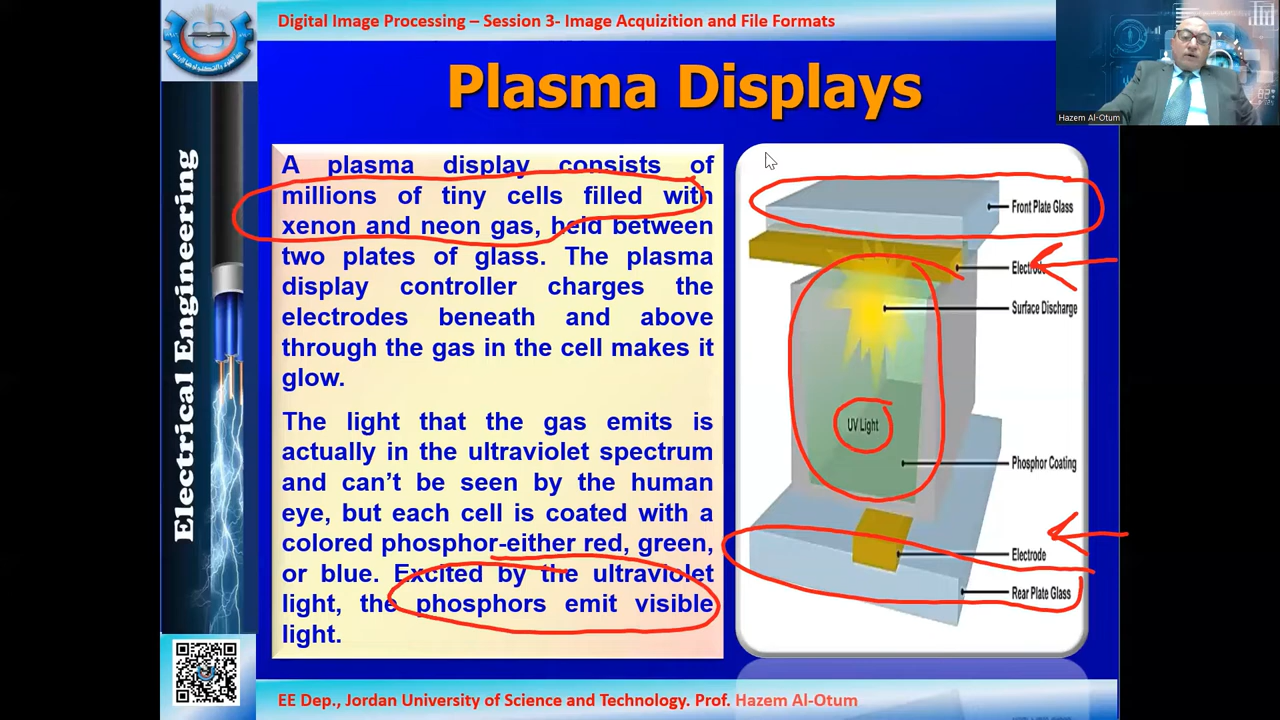 Digital Image Processing – Session 3- Image Acquizition and File Formats
Plasma Displays
Hazem Al-Otum
A plasma display consists of
millions of tiny cells filled with
xenon and neon gas, held between
two plates of glass. The plasma
display controller charges the
electrodes beneath and above
through the gas in the cell makes it
glow.
The light that the gas emits is
actually in the ultraviolet spectrum
and can't be seen by the human
eye, but each cell is coated with a
colored phosphor-either red, green,
or blue. Excited by the ultraviolet
light, the phosphors emit visible
light.
Front Plate Glass
Electrode
Surface Discharge
UV Light
Phosphor Coating
Electrode
Rear Plate Glass
Electrical Engineering
EE Dep., Jordan University of Science and Technology. Prof. Hazem Al-Otum